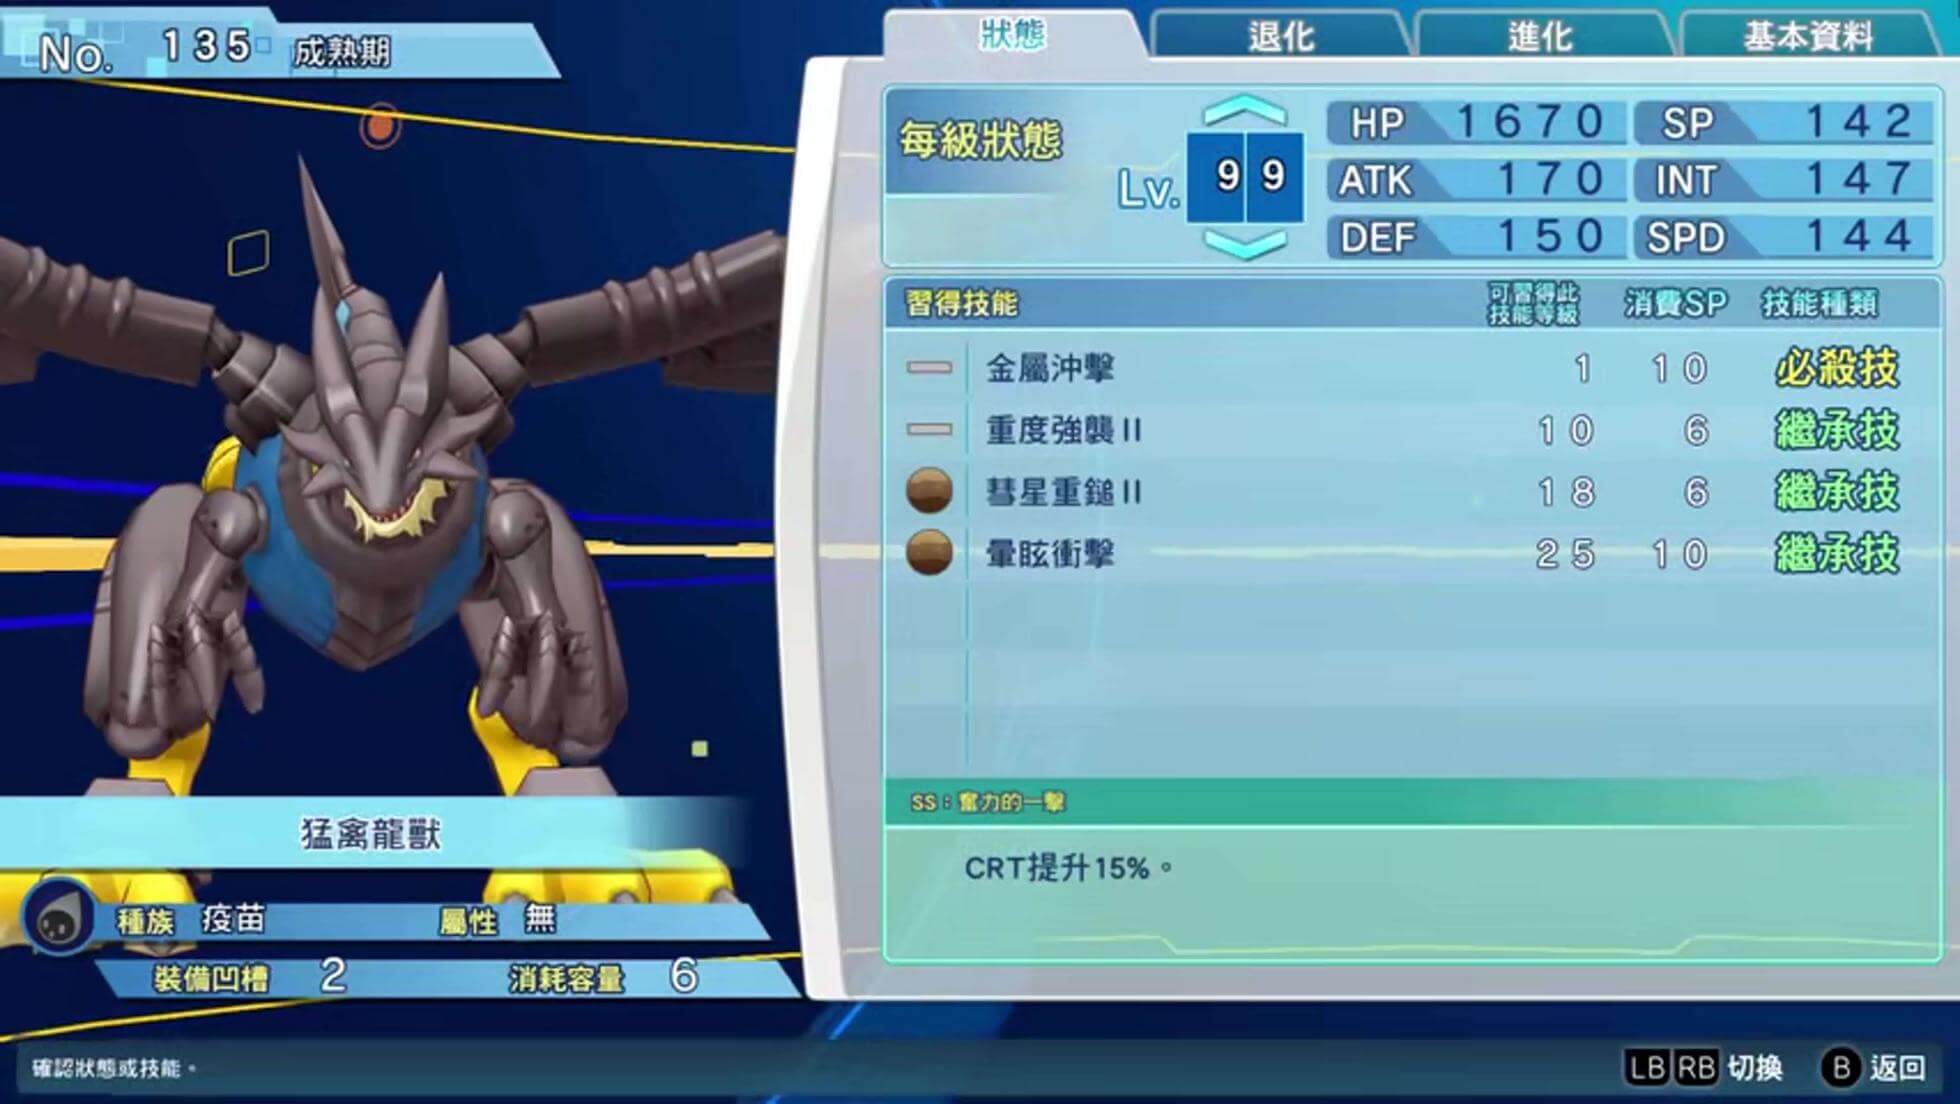 No. 135 成熟期
狀態 退化 進化 基本資料
每級狀態
Lv. 99
HP 1670 SP 142
ATK 170 INT 147
DEF 150 SPD 144
習得技能 可習得此技能等級 消費SP 技能種類
金屬沖擊 1 10 必殺技
重度強襲II 10 6 繼承技
彗星重鎚II 18 6 繼承技
暈眩衝擊 25 10 繼承技
SS：奮力的一擊
CRT提升15%。
猛禽龍獸
種族 疫苗 屬性 無
裝備凹槽 2 消耗容量 6
確認狀態或技能。
LB RB 切換 B 返回